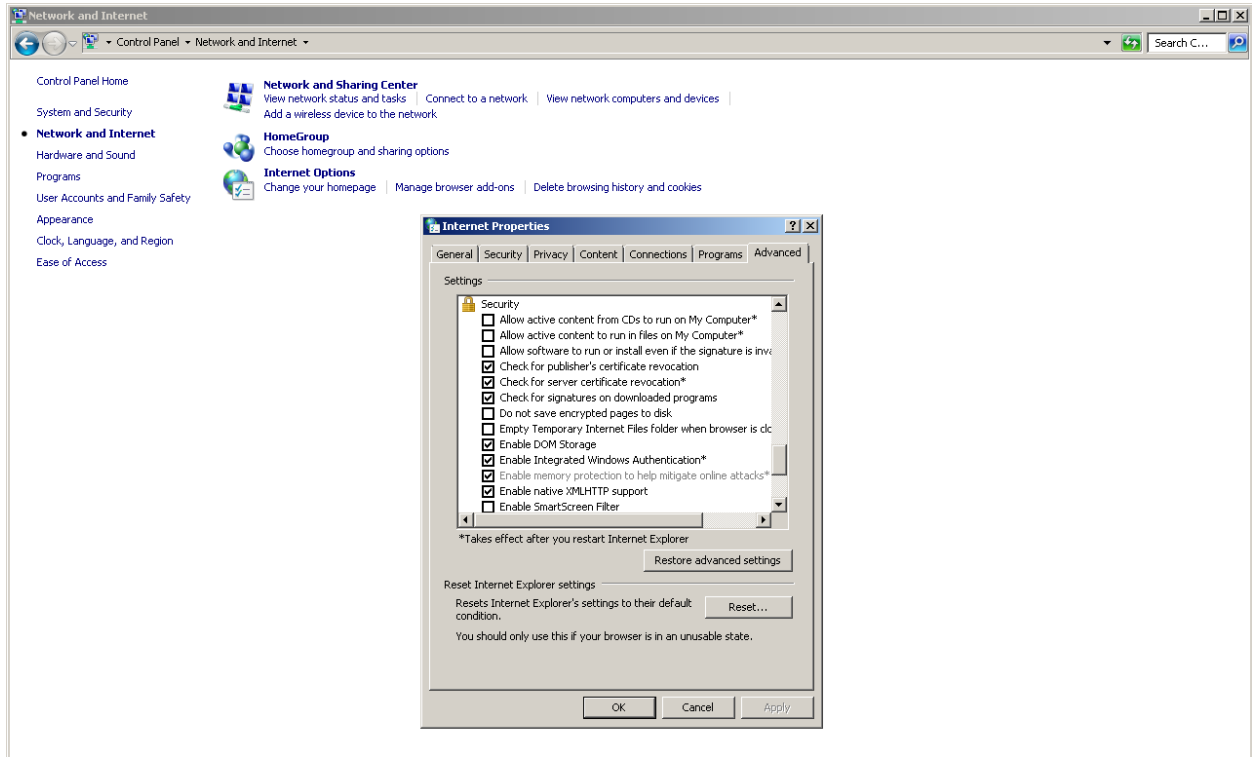 Network and Internet
Control Panel Network and Internet
Search C...
Control Panel Home
System and Security
Network and Internet
Hardware and Sound
Programs
User Accounts and Family Safety
Appearance
Clock, Language, and Region
Ease of Access
Network and Sharing Center
View network status and tasks Connect to a network View network computers and devices
Add a wireless device to the network
HomeGroup
Choose homegroup and sharing options
Internet Options
Change your homepage Manage browser add-ons Delete browsing history and cookies
Internet Properties
General Security Privacy Content Connections Programs Advanced
Settings
Security
Allow active content from CDs to run on My Computer*
Allow active content to run in files on My Computer*
Allow software to run or install even if the signature is inva
Check for publisher's certificate revocation
Check for server certificate revocation*
Check for signatures on downloaded programs
Do not save encrypted pages to disk
Empty Temporary Internet Files folder when browser is clo
Enable DOM Storage
Enable Integrated Windows Authentication*
Enable memory protection to help mitigate online attacks*
Enable native XMLHTTP support
Enable SmartScreen Filter
*Takes effect after you restart Internet Explorer
Restore advanced settings
Reset Internet Explorer settings
Resets Internet Explorer's settings to their default
condition.
Reset...
You should only use this if your browser is in an unusable state.
OK Cancel Apply